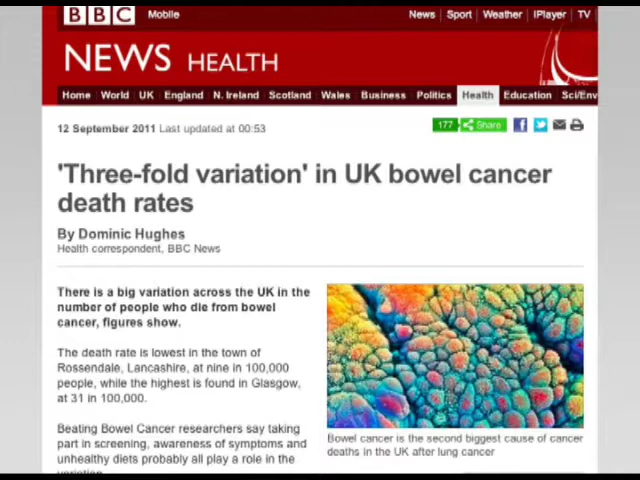 BBC Mobile News Sport Weather iPlayer TV
NEWS HEALTH
Home World UK England N. Ireland Scotland Wales Business Politics Health Education Sci/Env
12 September 2011 Last updated at 00:53
177 Share
'Three-fold variation' in UK bowel cancer
death rates
By Dominic Hughes
Health correspondent, BBC News
There is a big variation across the UK in the
number of people who die from bowel
cancer, figures show.
The death rate is lowest in the town of
Rossendale, Lancashire, at nine in 100,000
people, while the highest is found in Glasgow,
at 31 in 100,000.
Beating Bowel Cancer researchers say taking
part in screening, awareness of symptoms and
unhealthy diets probably all play a role in the
variation.
Bowel cancer is the second biggest cause of cancer
deaths in the UK after lung cancer